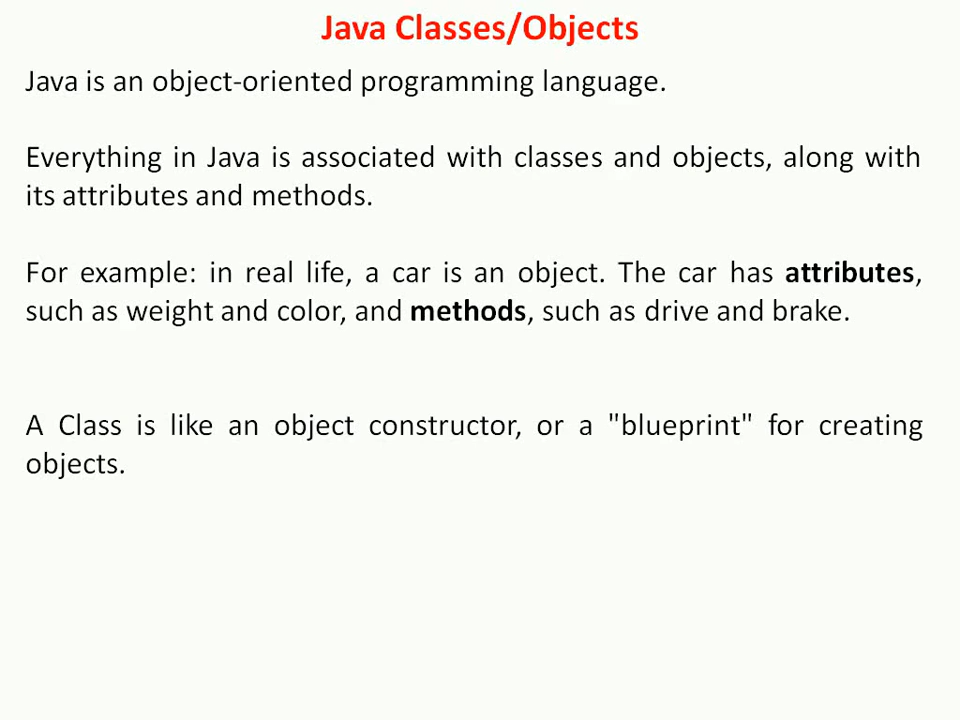 Java Classes/Objects
Java is an object-oriented programming language.
Everything in Java is associated with classes and objects, along with
its attributes and methods.
For example: in real life, a car is an object. The car has attributes,
such as weight and color, and methods, such as drive and brake.
A Class is like an object constructor, or a "blueprint" for creating
objects.